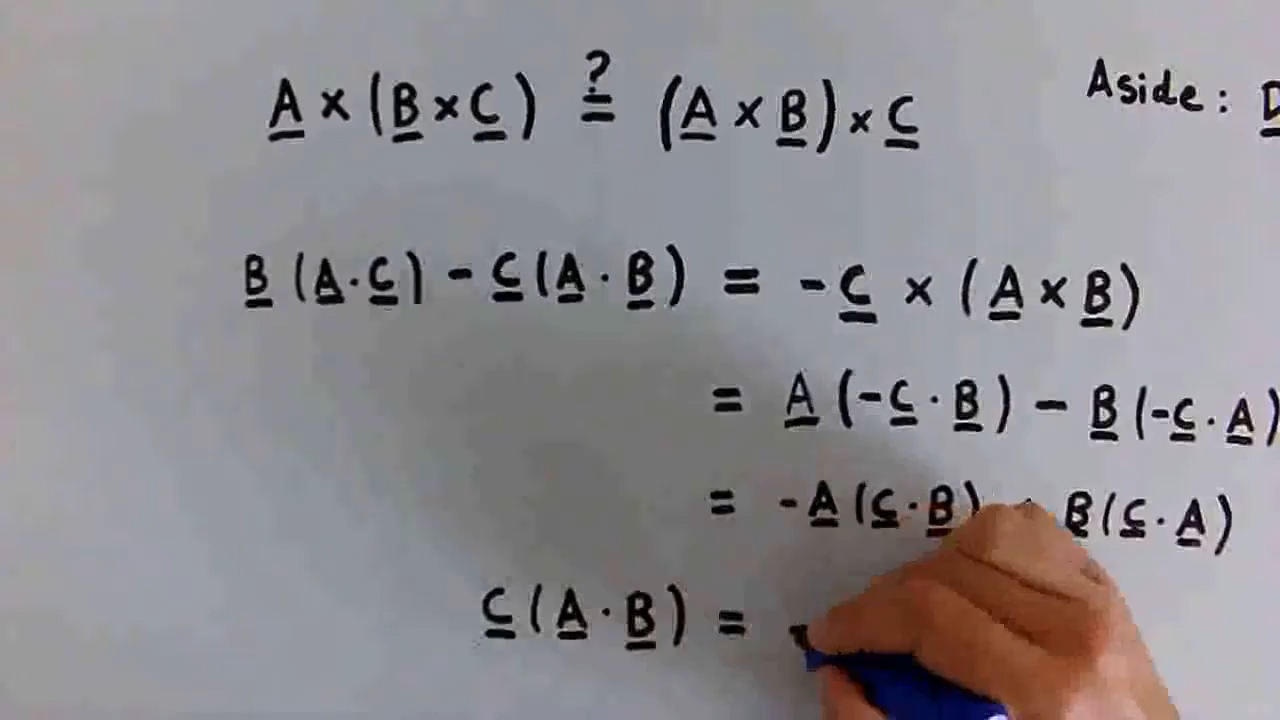 A × (B × C) ?= (A × B) × C
Aside: D
B (A · C) - C (A · B) = -C × (A × B)
= A (-C · B) - B (-C · A)
= -A (C · B) + B (C · A)
C (A · B) =